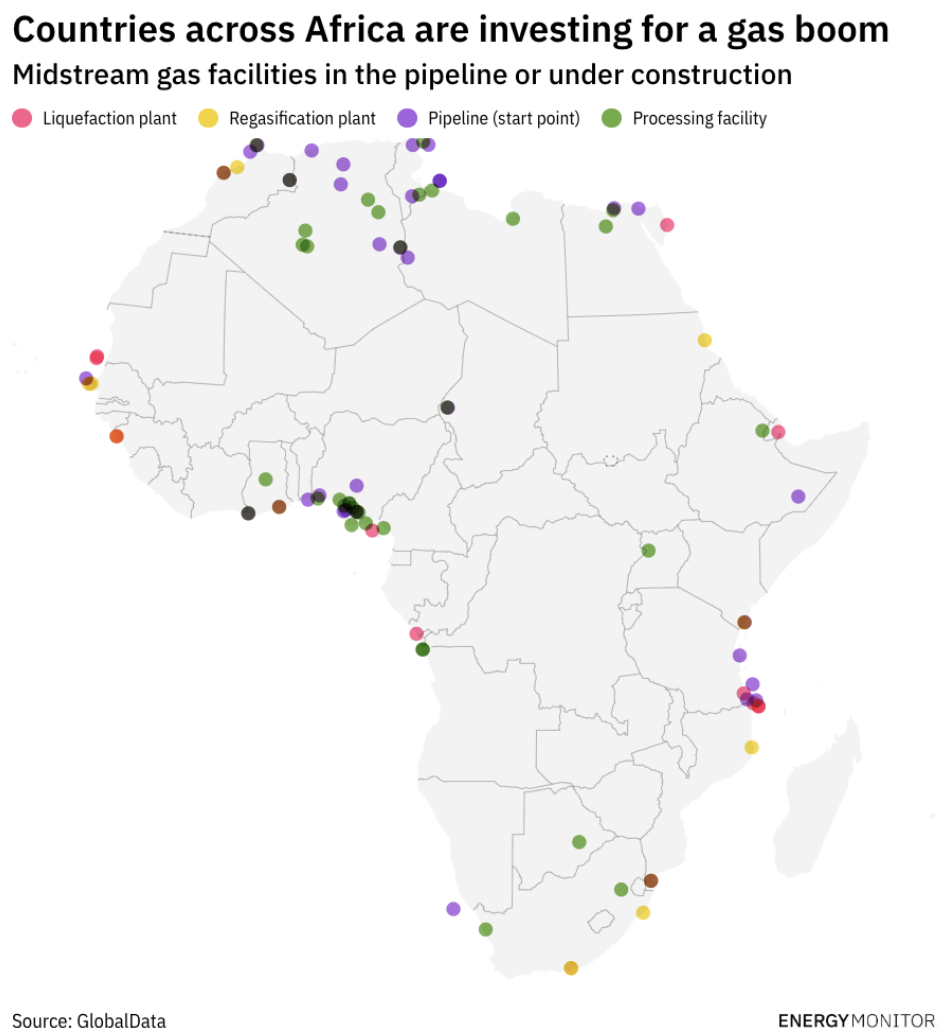 Countries across Africa are investing for a gas boom
Midstream gas facilities in the pipeline or under construction
Liquefaction plant Regasification plant Pipeline (start point) Processing facility
Source: GlobalData ENERGYMONITOR